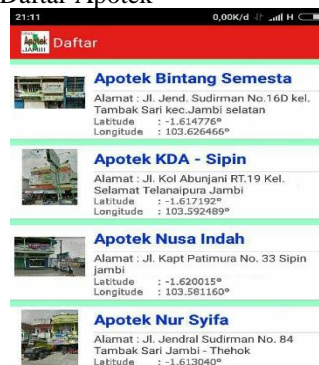 Daftar Apotek
21:11 0,00K/d H
Apotek
JAMBI
Daftar
Apotek Bintang Semesta
Alamat : Jl. Jend. Sudirman No.16D kel.
Tambak Sari kec.Jambi selatan
Latitude : -1.614776°
Longitude : 103.626466°
Apotek KDA - Sipin
Alamat : Jl. Kol Abunjani RT.19 Kel.
Selamat Telanaipura Jambi
Latitude : -1.617192°
Longitude : 103.592489°
Apotek Nusa Indah
Alamat : Jl. Kapt Patimura No. 33 Sipin
jambi
Latitude : -1.620015°
Longitude : 103.581160°
Apotek Nur Syifa
Alamat : Jl. Jendral Sudirman No. 84
Tambak Sari Jambi - Thehok
Latitude : -1.613040°